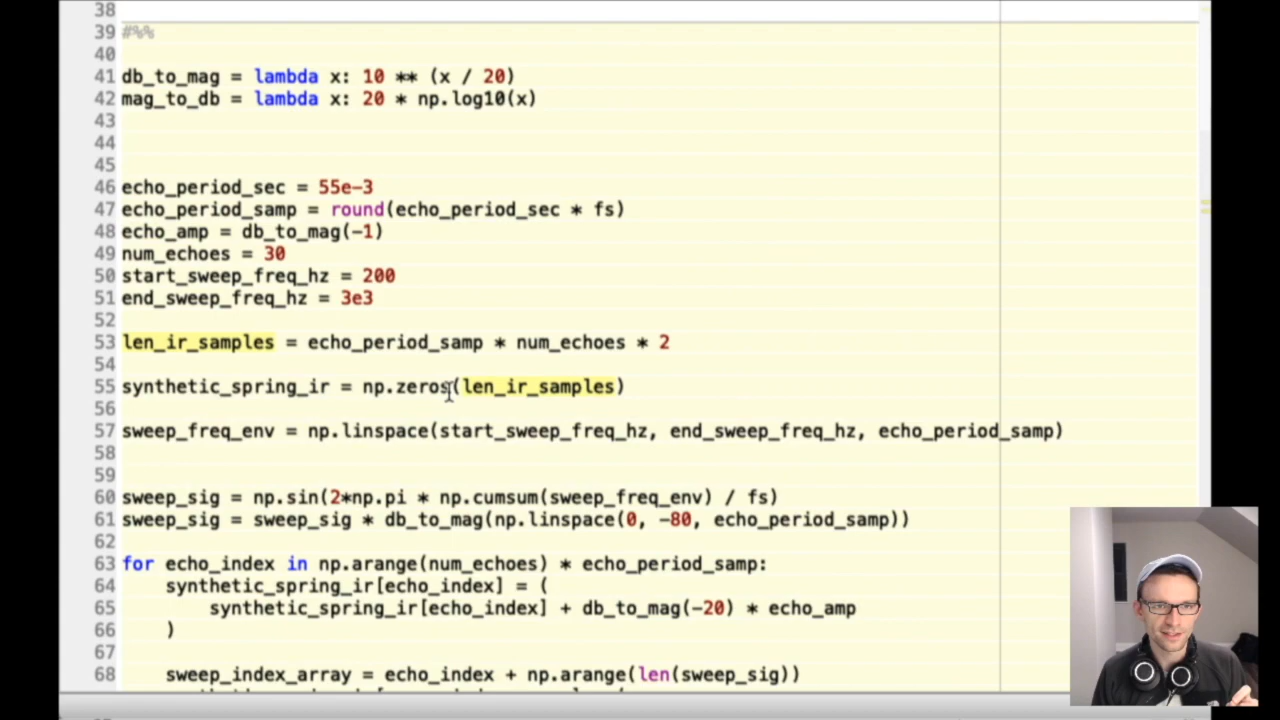 38
39 #%%
40
41 db_to_mag = lambda x: 10 ** (x / 20)
42 mag_to_db = lambda x: 20 * np.log10(x)
43
44
45
46 echo_period_sec = 55e-3
47 echo_period_samp = round(echo_period_sec * fs)
48 echo_amp = db_to_mag(-1)
49 num_echoes = 30
50 start_sweep_freq_hz = 200
51 end_sweep_freq_hz = 3e3
52
53 len_ir_samples = echo_period_samp * num_echoes * 2
54
55 synthetic_spring_ir = np.zeros(len_ir_samples)
56
57 sweep_freq_env = np.linspace(start_sweep_freq_hz, end_sweep_freq_hz, echo_period_samp)
58
59
60 sweep_sig = np.sin(2*np.pi * np.cumsum(sweep_freq_env) / fs)
61 sweep_sig = sweep_sig * db_to_mag(np.linspace(0, -80, echo_period_samp))
62
63 for echo_index in np.arange(num_echoes) * echo_period_samp:
64     synthetic_spring_ir[echo_index] = (
65         synthetic_spring_ir[echo_index] + db_to_mag(-20) * echo_amp
66     )
67
68     sweep_index_array = echo_index + np.arange(len(sweep_sig))